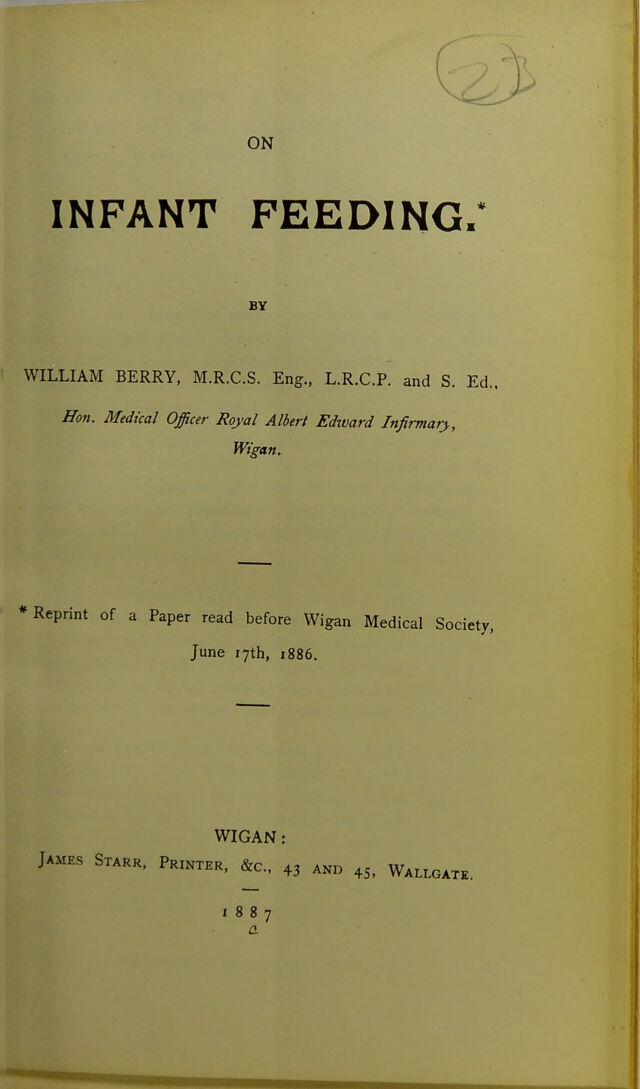 23
ON
INFANT FEEDING.*
BY
WILLIAM BERRY, M.R.C.S. Eng., L.R.C.P. and S. Ed.,
Hon. Medical Officer Royal Albert Edward Infirmary,
Wigan.
* Reprint of a Paper read before Wigan Medical Society,
June 17th, 1886.
WIGAN:
JAMES STARR, PRINTER, &C., 43 AND 45, WALLGATE.
1887
a